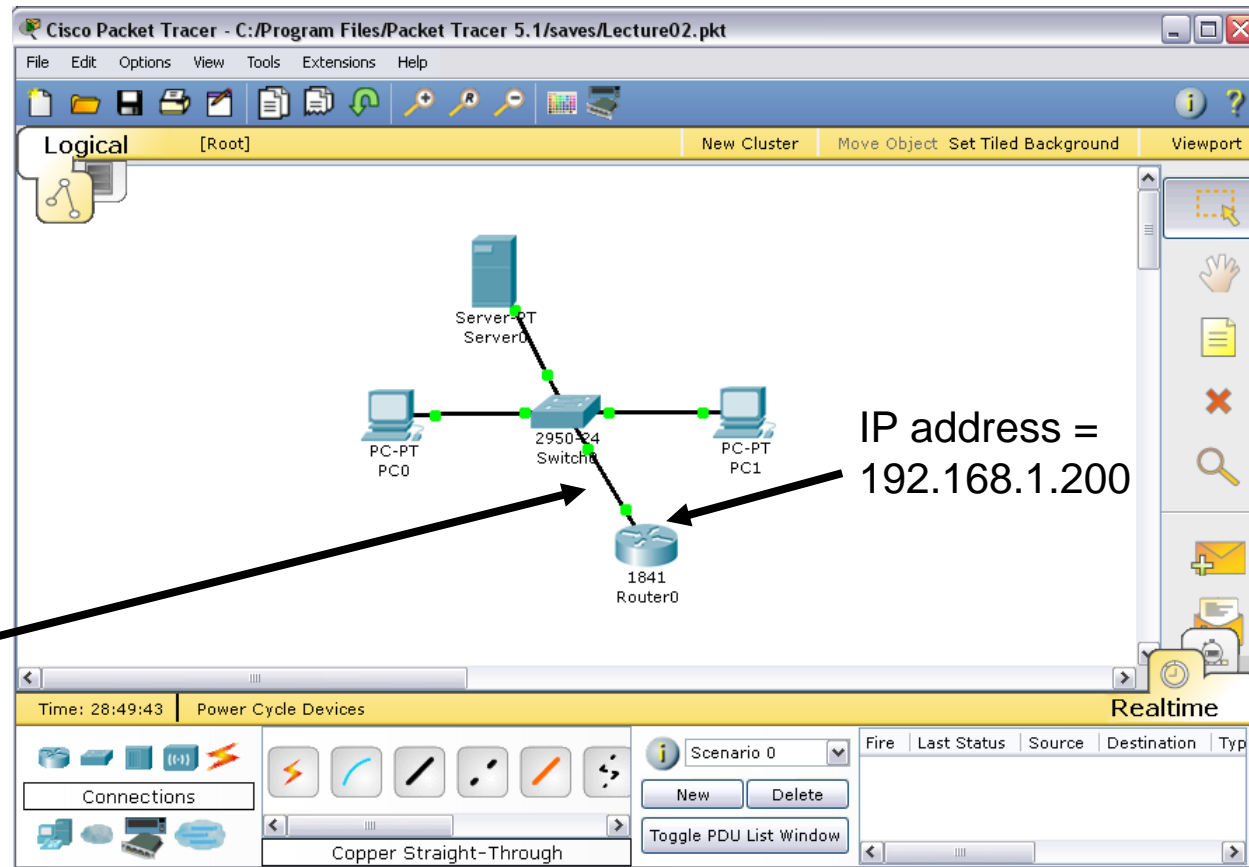 Cisco Packet Tracer - C:/Program Files/Packet Tracer 5.1/saves/Lecture02.pkt
File Edit Options View Tools Extensions Help
Logical [Root] New Cluster Move Object Set Tiled Background Viewport
Server-PT
Server0
PC-PT
PC0
2950-24
Switch0
PC-PT
PC1
IP address =
192.168.1.200
1841
Router0
Time: 28:49:43 Power Cycle Devices Realtime
Connections
Copper Straight-Through
Scenario 0
New Delete
Toggle PDU List Window
Fire Last Status Source Destination Typ